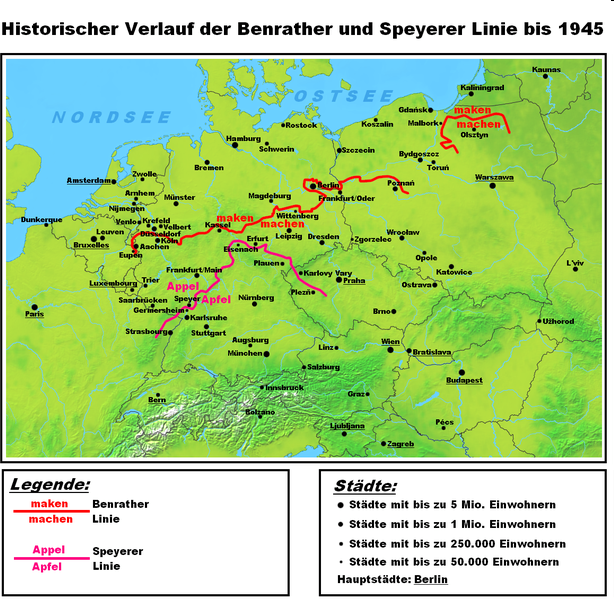 Historischer Verlauf der Benrather und Speyerer Linie bis 1945
Kaunas
OSTSEE
Kaliningrad
NORDSEE
Gdańsk
maken
Rostock
Koszalin
Malbork
machen
Olsztyn
Hamburg
Schwerin
Szczecin
Bremen
Bydgoszcz
Toruń
Zwolle
Amsterdam
Berlin
Poznań
Warszawa
Arnhem
Münster
Magdeburg
Frankfurt/Oder
Nijmegen
Wittenberg
Dunkerque
Venlo
Krefeld
Velbert
maken
machen
Kassel
Leuven
Düsseldorf
Köln
Leipzig
Dresden
Zgorzelec
Wrocław
Bruxelles
Aachen
Erfurt
Eupen
Eisenach
Opole
Plauen
Katowice
L'viv
Frankfurt/Main
Karlovy Vary
Luxembourg
Trier
Appel
Praha
Ostrava
Plzeň
Saarbrücken
Speyer
Apfel
Nürnberg
Germersheim
Karlsruhe
Brno
Paris
Strasbourg
Stuttgart
Užhorod
Augsburg
Linz
Wien
München
Bratislava
Salzburg
Budapest
Innsbruck
Graz
Bern
Bolzano
Pécs
Ljubljana
Zagreb
Legende:
maken
Benrather
machen
Linie
Appel
Speyerer
Apfel
Linie
Städte:
Städte mit bis zu 5 Mio. Einwohnern
Städte mit bis zu 1 Mio. Einwohnern
Städte mit bis zu 250.000 Einwohnern
Städte mit bis zu 50.000 Einwohnern
Hauptstädte: Berlin